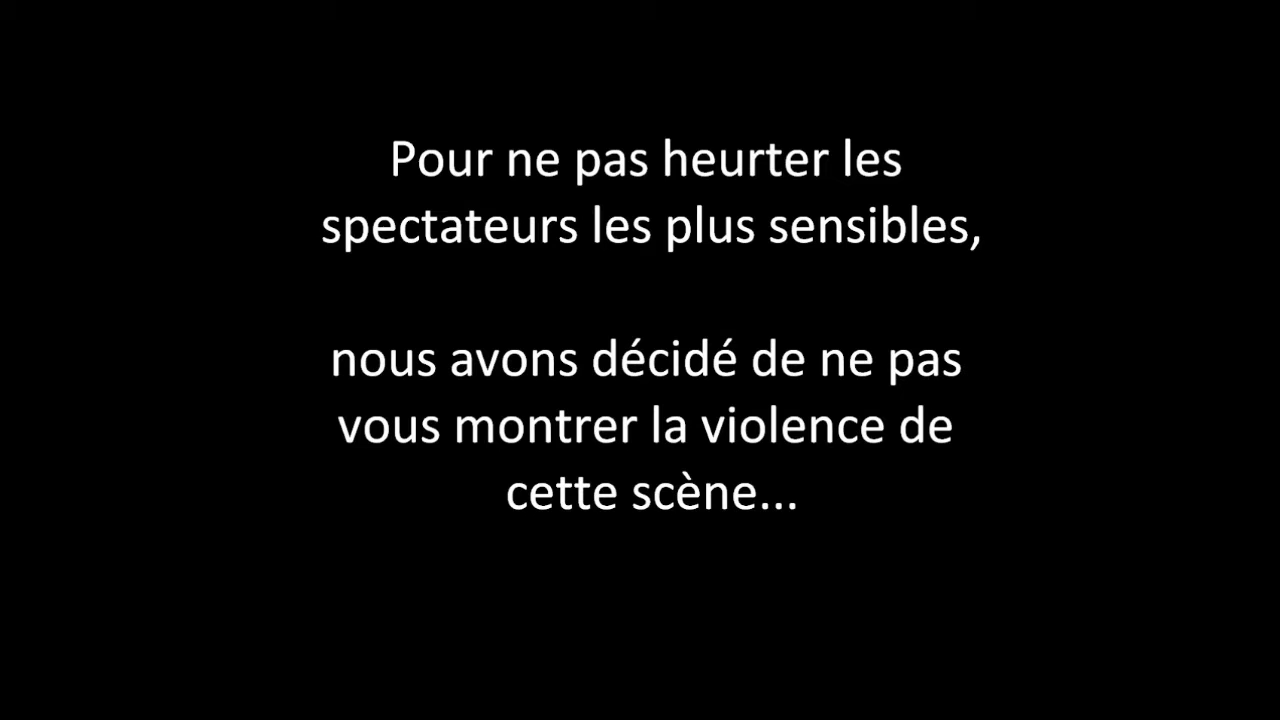 Pour ne pas heurter les
spectateurs les plus sensibles,
nous avons décidé de ne pas
vous montrer la violence de
cette scène...